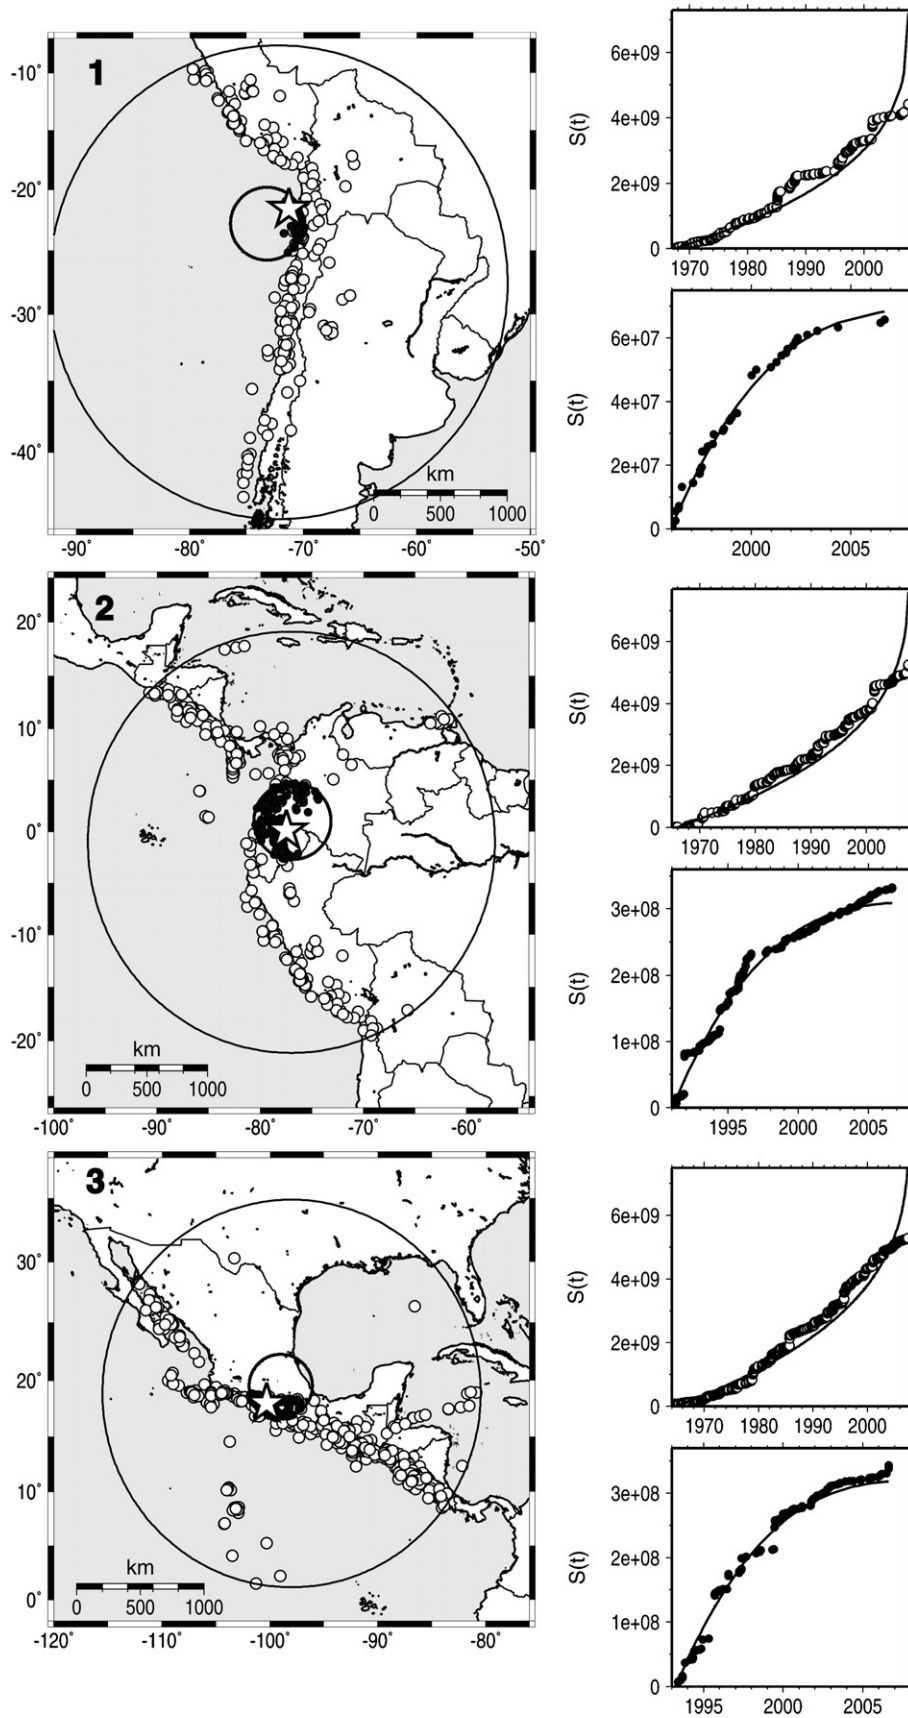 1
-10°
-20°
-30°
-40°
km
0 500 1000
-90° -80° -70° -60° -50°
6e+09
4e+09
2e+09
0
S(t)
1970 1980 1990 2000
6e+07
4e+07
2e+07
0
S(t)
2000 2005
2
20°
10°
0°
-10°
-20°
km
0 500 1000
-100° -90° -80° -70° -60°
6e+09
4e+09
2e+09
0
S(t)
1970 1980 1990 2000
3e+08
2e+08
1e+08
0
S(t)
1995 2000 2005
3
30°
20°
10°
0°
km
0 500 1000
-120° -110° -100° -90° -80°
6e+09
4e+09
2e+09
0
S(t)
1970 1980 1990 2000
3e+08
2e+08
1e+08
0
S(t)
1995 2000 2005